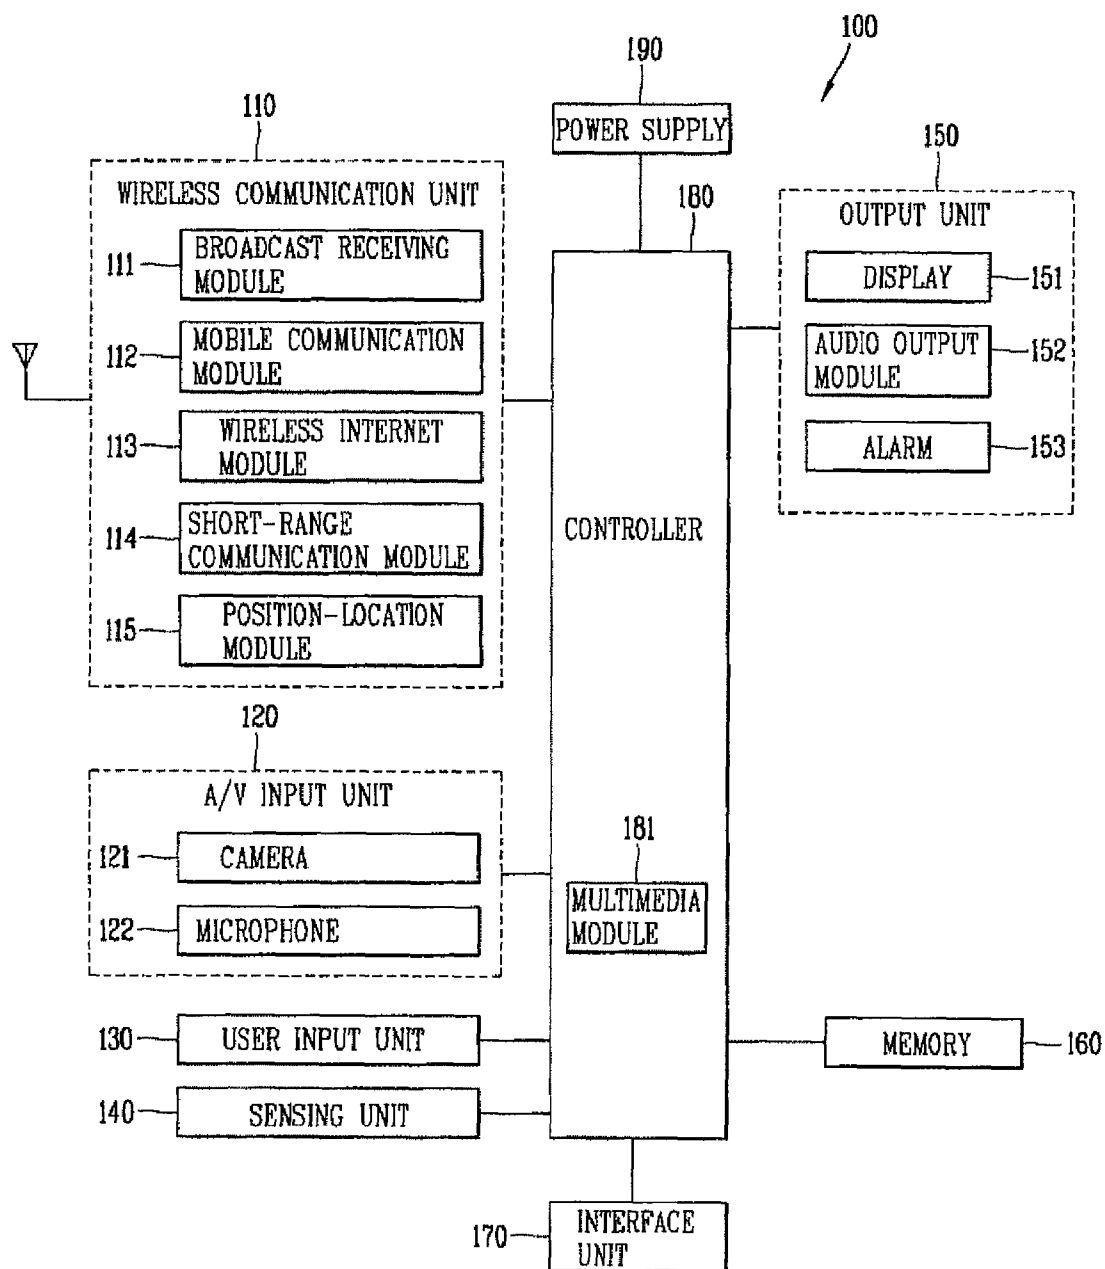 100
190
POWER SUPPLY
110
WIRELESS COMMUNICATION UNIT
111
BROADCAST RECEIVING
MODULE
112
MOBILE COMMUNICATION
MODULE
113
WIRELESS INTERNET
MODULE
114
SHORT-RANGE
COMMUNICATION MODULE
115
POSITION-LOCATION
MODULE
120
A/V INPUT UNIT
121
CAMERA
122
MICROPHONE
130
USER INPUT UNIT
140
SENSING UNIT
180
CONTROLLER
181
MULTIMEDIA
MODULE
150
OUTPUT UNIT
DISPLAY
151
AUDIO OUTPUT
MODULE
152
ALARM
153
MEMORY
160
170
INTERFACE
UNIT